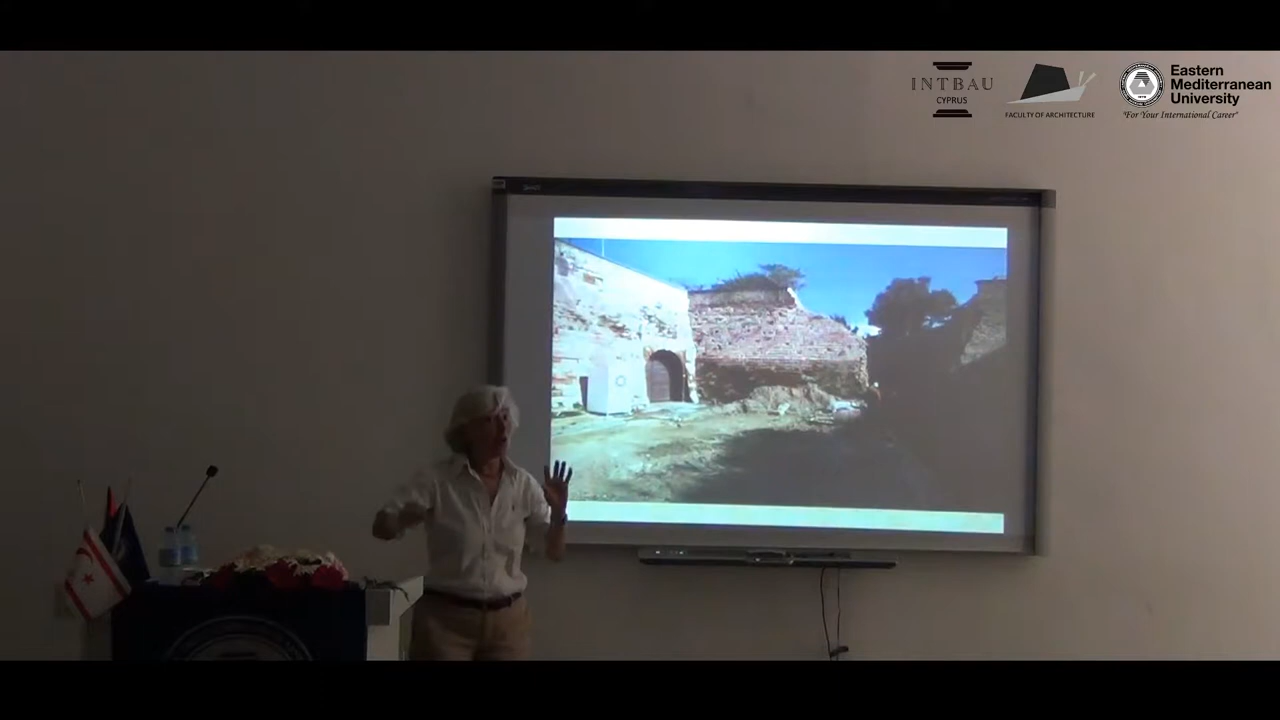 INTBAU
CYPRUS
FACULTY OF ARCHITECTURE
Eastern
Mediterranean
University
"For Your International Career"